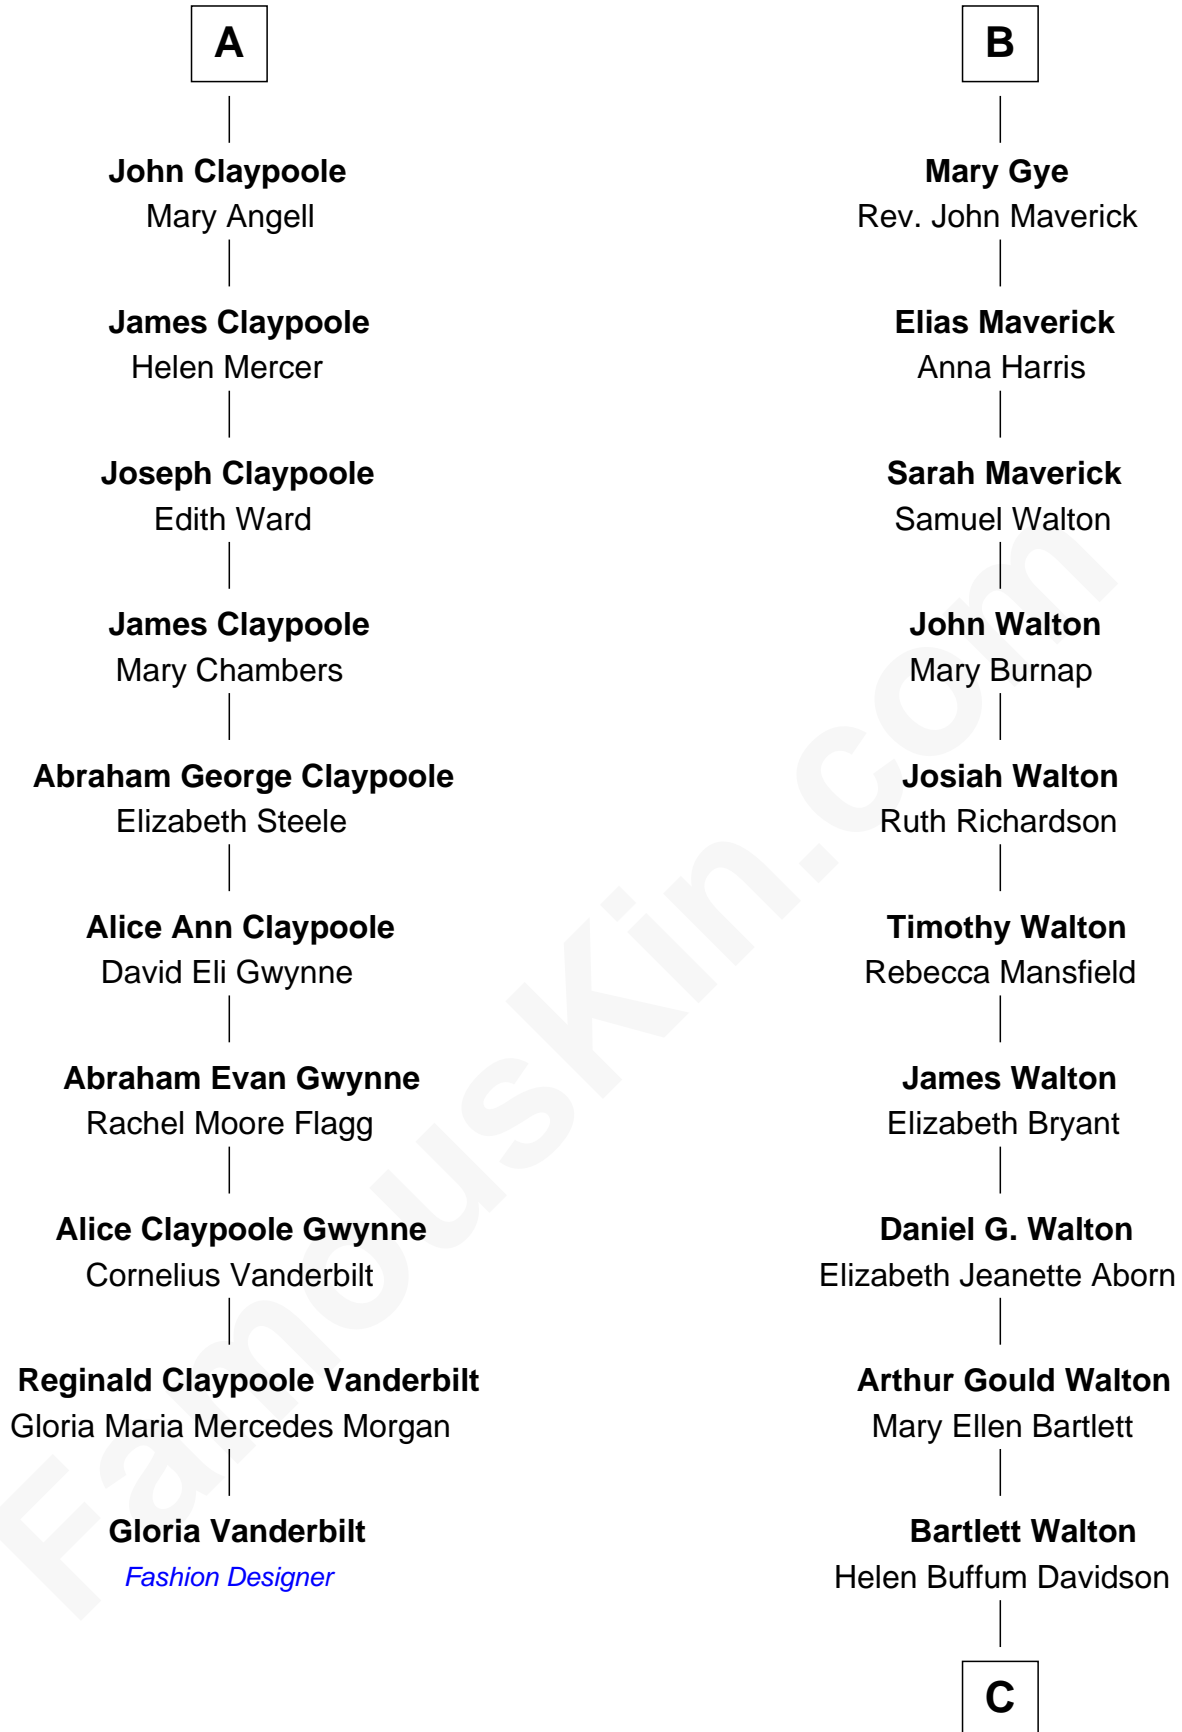 A
John Claypoole
Mary Angell
James Claypoole
Helen Mercer
Joseph Claypoole
Edith Ward
James Claypoole
Mary Chambers
Abraham George Claypoole
Elizabeth Steele
Alice Ann Claypoole
David Eli Gwynne
Abraham Evan Gwynne
Rachel Moore Flagg
Alice Claypoole Gwynne
Cornelius Vanderbilt
Reginald Claypoole Vanderbilt
Gloria Maria Mercedes Morgan
Gloria Vanderbilt
Fashion Designer
B
Mary Gye
Rev. John Maverick
Elias Maverick
Anna Harris
Sarah Maverick
Samuel Walton
John Walton
Mary Burnap
Josiah Walton
Ruth Richardson
Timothy Walton
Rebecca Mansfield
James Walton
Elizabeth Bryant
Daniel G. Walton
Elizabeth Jeanette Aborn
Arthur Gould Walton
Mary Ellen Bartlett
Bartlett Walton
Helen Buffum Davidson
C
FamousKin.com